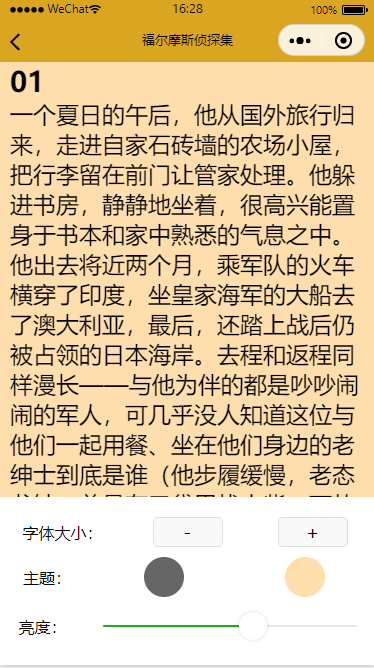 WeChat 16:28 100%
福尔摩斯侦探集
01
一个夏日的午后，他从国外旅行归
来，走进自家石砖墙的农场小屋，
把行李留在前门让管家处理。他躲
进书房，静静地坐着，很高兴能置
身于书本和家中熟悉的气息之中。
他出去将近两个月，乘军队的火车
横穿了印度，坐皇家海军的大船去
了澳大利亚，最后，还踏上战后仍
被占领的日本海岸。去程和返程同
样漫长——与他为伴的都是吵吵闹
闹的军人，可几乎没人知道这位与
他们一起用餐、坐在他们身边的老
绅士到底是谁（他步履缓慢，老态
字体大小： - +
主题：
亮度：